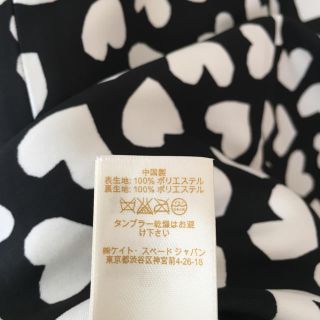 中国製
表生地: 100% ポリエステル
裏生地: 100% ポリエステル
タンブラー乾燥はお避
け下さい
㈱ケイト・スペード ジャパン
東京都渋谷区神宮前4-26-18